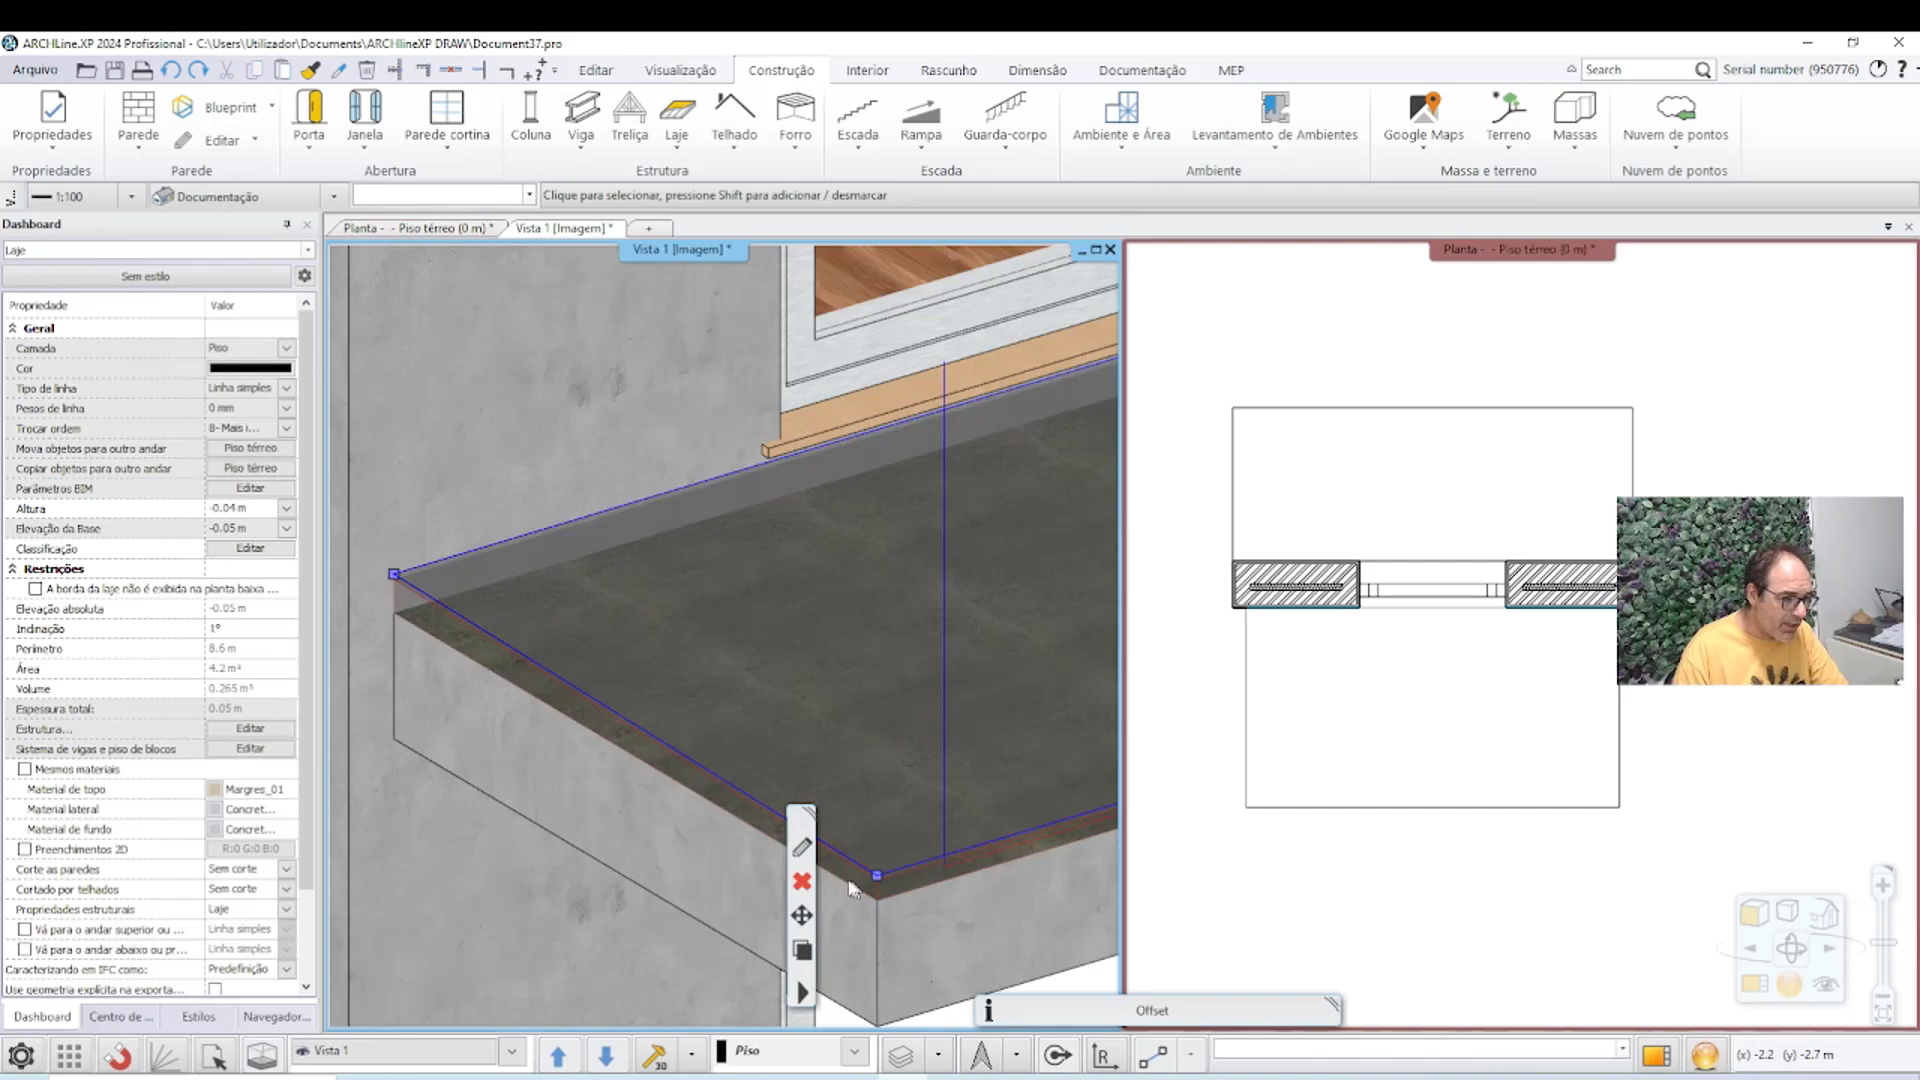 ARCHLine.XP 2024 Profissional - C:\Users\Utilizador\Documents\ARCHlineXP DRAW\Document37.pro
Arquivo Editar Visualização Construção Interior Rascunho Dimensão Documentação MEP Search Serial number (950776)
Propriedades Parede Blueprint Editar Porta Janela Parede cortina Coluna Viga Treliça Laje Telhado Forro Escada Rampa Guarda-corpo Ambiente e Área Levantamento de Ambientes Google Maps Terreno Massas Nuvem de pontos
Propriedades Parede Abertura Estrutura Escada Ambiente Massa e terreno Nuvem de pontos
1:100 Documentação Clique para selecionar, pressione Shift para adicionar / desmarcar
Dashboard
Planta - - Piso térreo (0 m) * Vista 1 [Imagem] * +
Vista 1 [Imagem] *
Planta - - Piso térreo (0 m) *
Laje
Sem estilo
Propriedade Valor
Geral
Camada Piso
Cor
Tipo de linha Linha simples
Pesos de linha 0 mm
Trocar ordem 8- Mais i...
Mova objetos para outro andar Piso térreo
Copiar objetos para outro andar Piso térreo
Parâmetros BIM Editar
Altura -0.04 m
Elevação da Base -0.05 m
Classificação Editar
Restrições
A borda da laje não é exibida na planta baixa ...
Elevação absoluta -0.05 m
Inclinação 1°
Perímetro 8.6 m
Área 4.2 m²
Volume 0.265 m³
Espessura total: 0.05 m
Estrutura... Editar
Sistema de vigas e piso de blocos Editar
Mesmos materiais
Material de topo Margres_01
Material lateral Concret...
Material de fundo Concret...
Preenchimentos 2D R:0 G:0 B:0
Corte as paredes Sem corte
Cortado por telhados Sem corte
Propriedades estruturais Laje
Vá para o andar superior ou ... Linha simples
Vá para o andar abaixo ou pr... Linha simples
Caracterizando em IFC como: Predefinição
Use geometria explícita na exporta...
Dashboard Centro de ... Estilos Navegador...
Offset
Vista 1 30 Piso (x) -2.2 (y) -2.7 m